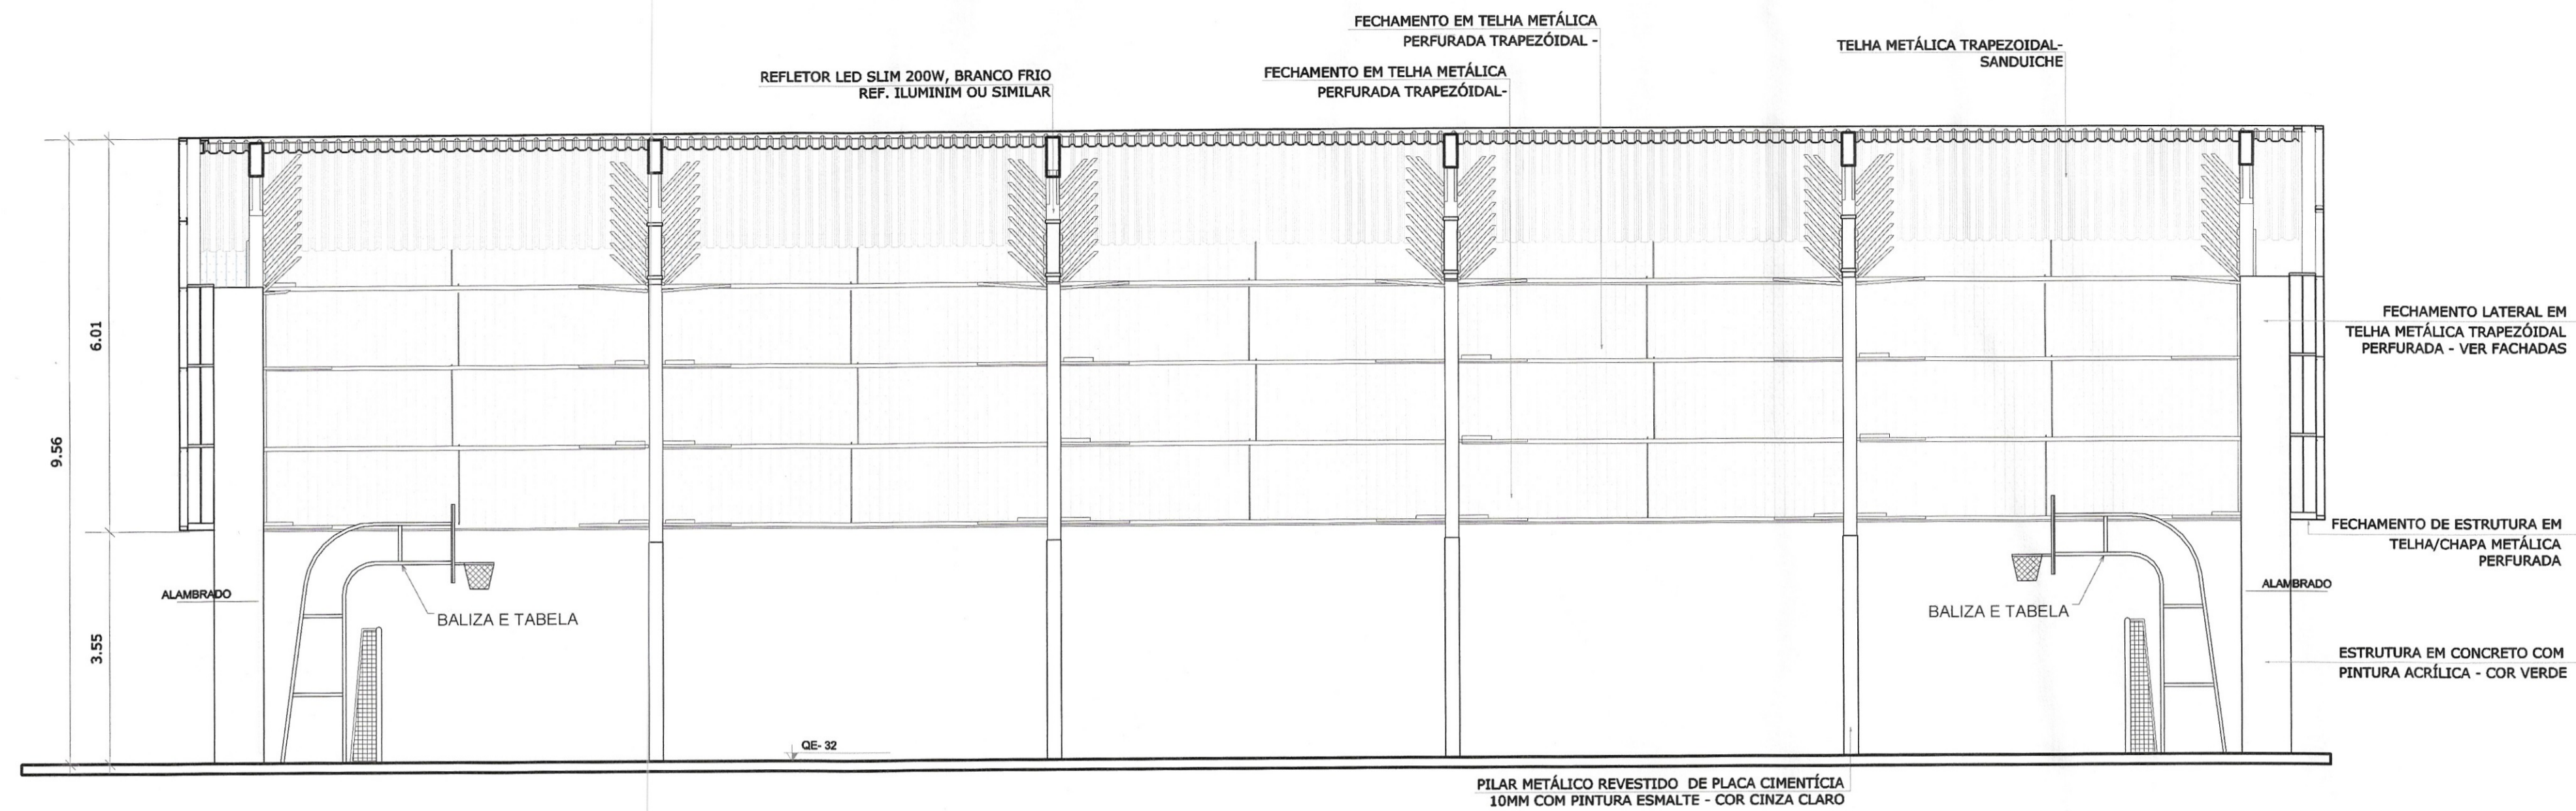 FECHAMENTO EM TELHA METÁLICA
PERFURADA TRAPEZÓIDAL -
TELHA METÁLICA TRAPEZOIDAL-
SANDUICHE
REFLETOR LED SLIM 200W, BRANCO FRIO
REF. ILUMINIM OU SIMILAR
FECHAMENTO EM TELHA METÁLICA
PERFURADA TRAPEZÓIDAL-
6.01
9.56
3.55
FECHAMENTO LATERAL EM
TELHA METÁLICA TRAPEZÓIDAL
PERFURADA - VER FACHADAS
FECHAMENTO DE ESTRUTURA EM
TELHA/CHAPA METÁLICA
PERFURADA
ALAMBRADO
ALAMBRADO
BALIZA E TABELA
BALIZA E TABELA
ESTRUTURA EM CONCRETO COM
PINTURA ACRÍLICA - COR VERDE
QE- 32
PILAR METÁLICO REVESTIDO DE PLACA CIMENTÍCIA
10MM COM PINTURA ESMALTE - COR CINZA CLARO